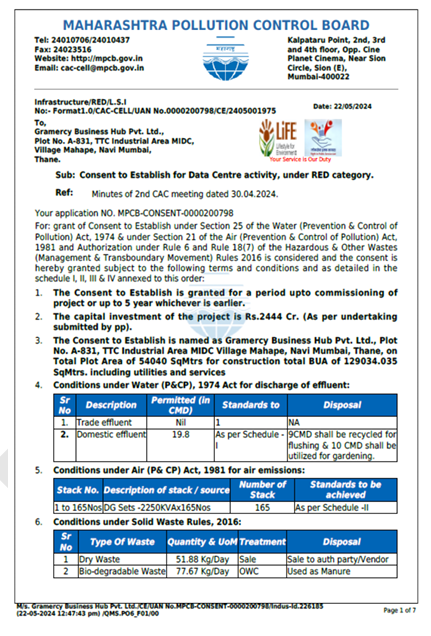 MAHARASHTRA POLLUTION CONTROL BOARD
Tel: 24010706/24010437
Fax: 24023516
Website: http://mpcb.gov.in
Email: cac-cell@mpcb.gov.in
महाराष्ट्र
Kalpataru Point, 2nd, 3rd
and 4th floor, Opp. Cine
Planet Cinema, Near Sion
Circle, Sion (E),
Mumbai-400022
Infrastructure/RED/L.S.I
No:- Format1.0/CAC-CELL/UAN No.0000200798/CE/2405001975
Date: 22/05/2024
To,
Gramercy Business Hub Pvt. Ltd.,
Plot No. A-831, TTC Industrial Area MIDC,
Village Mahape, Navi Mumbai,
Thane.
LiFE
Lifestyle for
Environment
Your Service is Our Duty
Sub: Consent to Establish for Data Centre activity, under RED category.
Ref: Minutes of 2nd CAC meeting dated 30.04.2024.
Your application NO. MPCB-CONSENT-0000200798
For: grant of Consent to Establish under Section 25 of the Water (Prevention & Control of
Pollution) Act, 1974 & under Section 21 of the Air (Prevention & Control of Pollution) Act,
1981 and Authorization under Rule 6 and Rule 18(7) of the Hazardous & Other Wastes
(Management & Transboundry Movement) Rules 2016 is considered and the consent is
hereby granted subject to the following terms and conditions and as detailed in the
schedule I, II, III & IV annexed to this order:
1. The Consent to Establish is granted for a period upto commissioning of
project or up to 5 year whichever is earlier.
2. The capital investment of the project is Rs.2444 Cr. (As per undertaking
submitted by pp).
3. The Consent to Establish is named as Gramercy Business Hub Pvt. Ltd., Plot
No. A-831, TTC Industrial Area MIDC Village Mahape, Navi Mumbai, Thane, on
Total Plot Area of 54040 SqMtrs for construction total BUA of 129034.035
SqMtrs. including utilities and services
4. Conditions under Water (P&CP), 1974 Act for discharge of effluent:
Sr No Description Permitted (in CMD) Standards to Disposal
1. Trade effluent Nil 1 NA
2. Domestic effluent 19.8 As per Schedule - I 9CMD shall be recycled for flushing & 10 CMD shall be utilized for gardening.
5. Conditions under Air (P& CP) Act, 1981 for air emissions:
Stack No. Description of stack / source Number of Stack Standards to be achieved
1 to 165Nos DG Sets -2250KVAx165Nos 165 As per Schedule -II
6. Conditions under Solid Waste Rules, 2016:
Sr No Type Of Waste Quantity & UoM Treatment Disposal
1 Dry Waste 51.88 Kg/Day Sale Sale to auth party/Vendor
2 Bio-degradable Waste 77.67 Kg/Day OWC Used as Manure
M/s. Gramercy Business Hub Pvt. Ltd./CE/UAN No.MPCB-CONSENT-0000200798/Indus-Id.226185
(22-05-2024 12:47:43 pm) /QMS.PO6_F01/00
Page 1 of 7